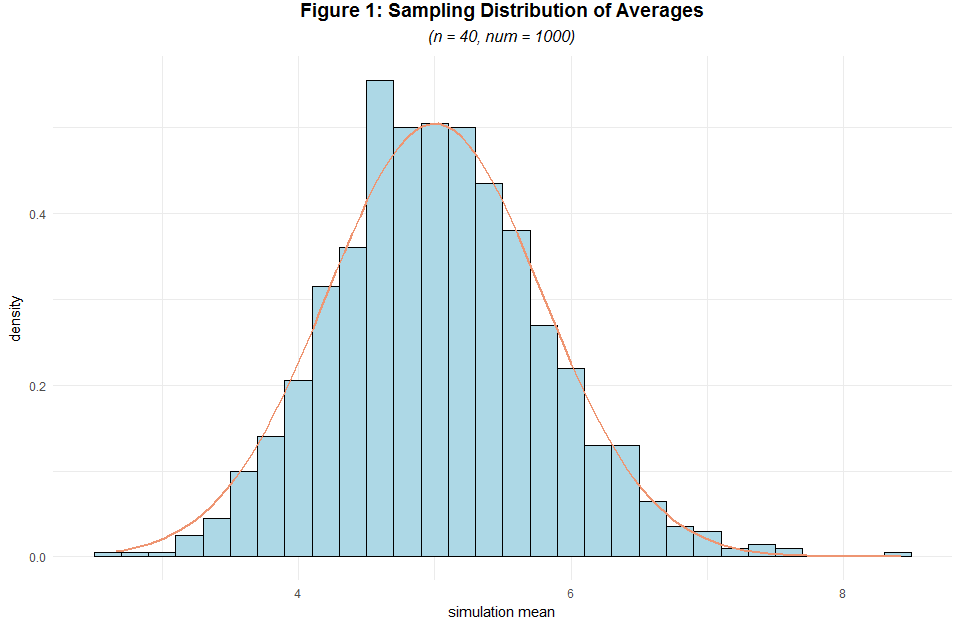 Figure 1: Sampling Distribution of Averages
(n = 40, num = 1000)
density
0.4
0.2
0.0
4
6
8
simulation mean